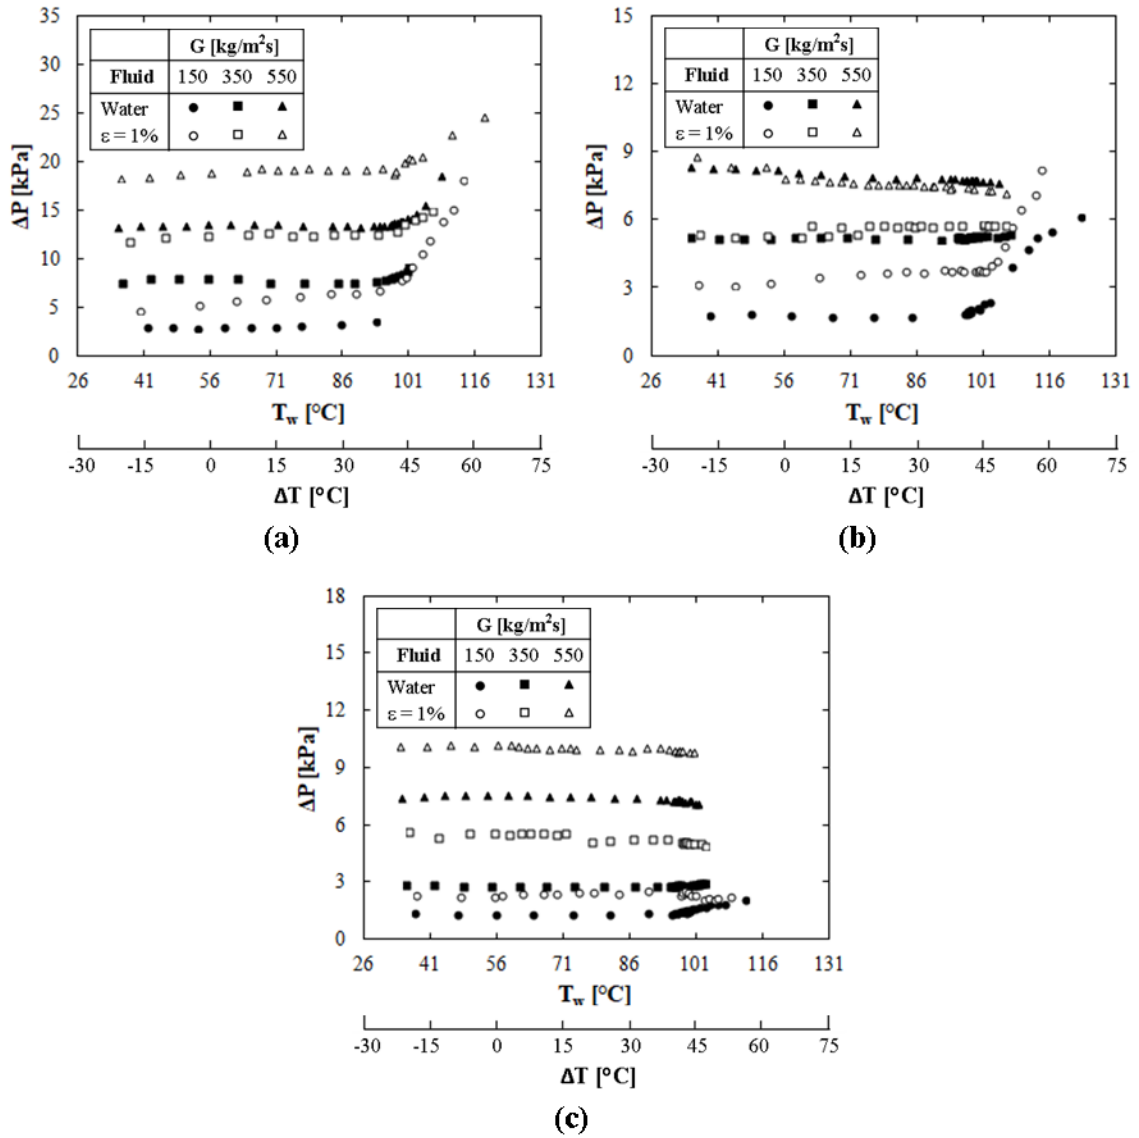 35
30
25
20
15
10
5
0
ΔP [kPa]
G [kg/m²s]
Fluid 150 350 550
Water
ε = 1%
26 41 56 71 86 101 116 131
T_w [°C]
-30 -15 0 15 30 45 60 75
ΔT [°C]
(a)
15
12
9
6
3
0
ΔP [kPa]
G [kg/m²s]
Fluid 150 350 550
Water
ε = 1%
26 41 56 71 86 101 116 131
T_w [°C]
-30 -15 0 15 30 45 60 75
ΔT [°C]
(b)
18
15
12
9
6
3
0
ΔP [kPa]
G [kg/m²s]
Fluid 150 350 550
Water
ε = 1%
26 41 56 71 86 101 116 131
T_w [°C]
-30 -15 0 15 30 45 60 75
ΔT [°C]
(c)